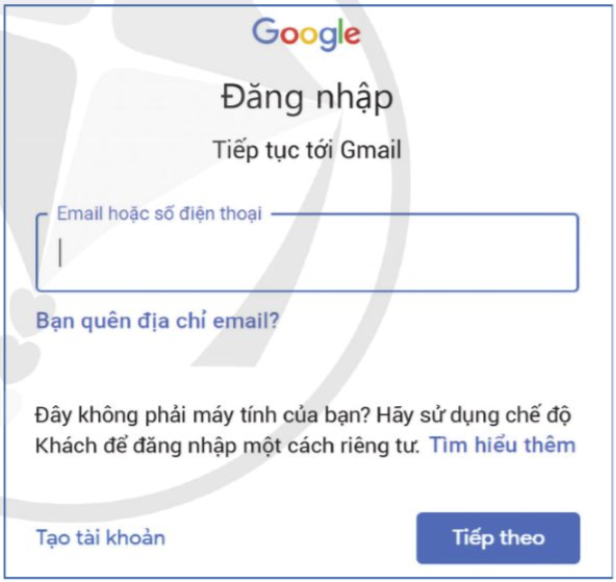 Google
Đăng nhập
Tiếp tục tới Gmail
Email hoặc số điện thoại
Bạn quên địa chỉ email?
Đây không phải máy tính của bạn? Hãy sử dụng chế độ
Khách để đăng nhập một cách riêng tư. Tìm hiểu thêm
Tạo tài khoản
Tiếp theo